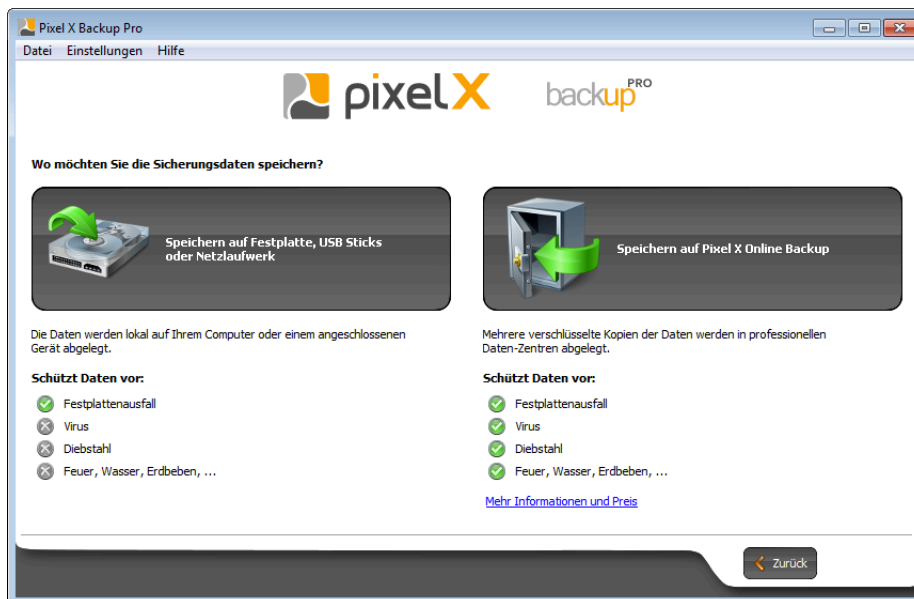 Pixel X Backup Pro
Datei Einstellungen Hilfe
pixelX backupPRO
Wo möchten Sie die Sicherungsdaten speichern?
Speichern auf Festplatte, USB Sticks
oder Netzlaufwerk
Die Daten werden lokal auf Ihrem Computer oder einem angeschlossenen
Gerät abgelegt.
Schützt Daten vor:
Festplattenausfall
Virus
Diebstahl
Feuer, Wasser, Erdbeben, ...
Speichern auf Pixel X Online Backup
Mehrere verschlüsselte Kopien der Daten werden in professionellen
Daten-Zentren abgelegt.
Schützt Daten vor:
Festplattenausfall
Virus
Diebstahl
Feuer, Wasser, Erdbeben, ...
Mehr Informationen und Preis
Zurück